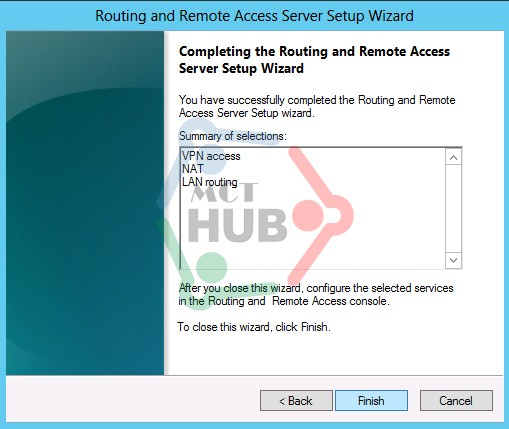 Routing and Remote Access Server Setup Wizard
Completing the Routing and Remote Access
Server Setup Wizard
You have successfully completed the Routing and Remote
Access Server Setup wizard.
Summary of selections:
VPN access
NAT
LAN routing
MCT
HUB
After you close this wizard, configure the selected services
in the Routing and Remote Access console.
To close this wizard, click Finish.
< Back
Finish
Cancel